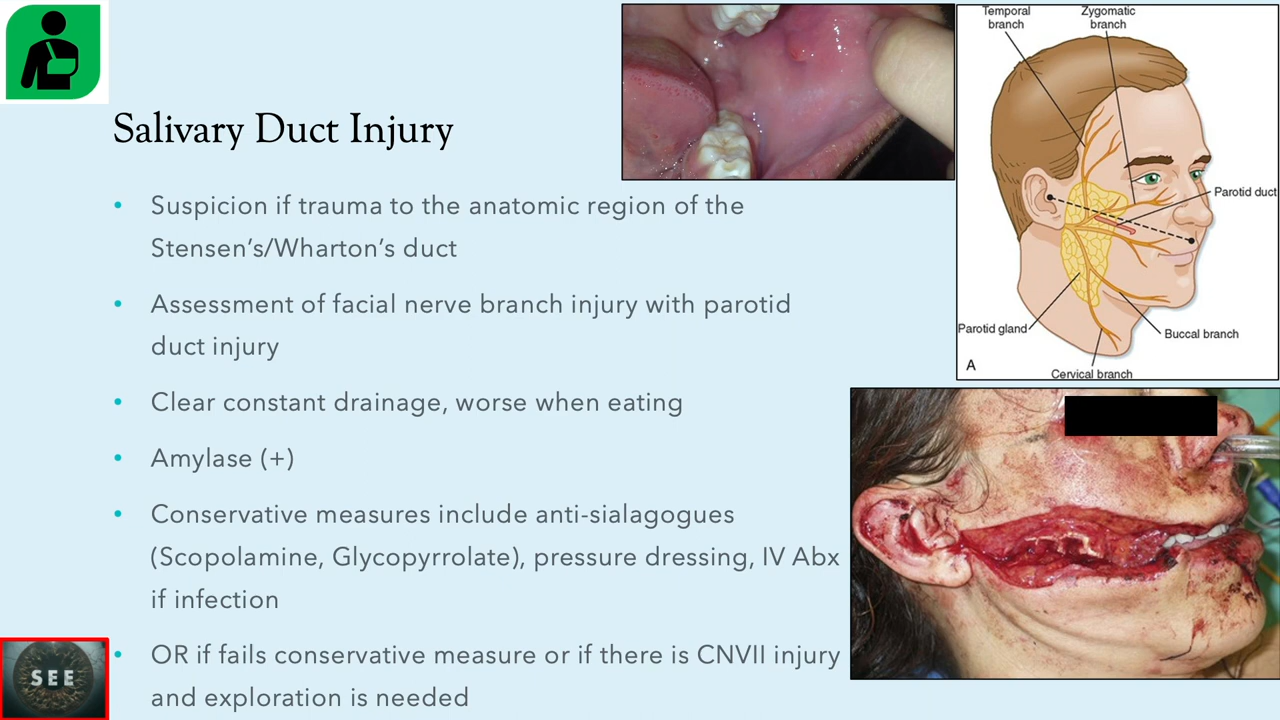 Salivary Duct Injury
• Suspicion if trauma to the anatomic region of the
Stensen’s/Wharton’s duct
• Assessment of facial nerve branch injury with parotid
duct injury
• Clear constant drainage, worse when eating
• Amylase (+)
• Conservative measures include anti-sialagogues
(Scopolamine, Glycopyrrolate), pressure dressing, IV Abx
if infection
• OR if fails conservative measure or if there is CNVII injury
and exploration is needed
SEE
Temporal
branch
Zygomatic
branch
Parotid duct
Parotid gland
Buccal branch
A
Cervical branch